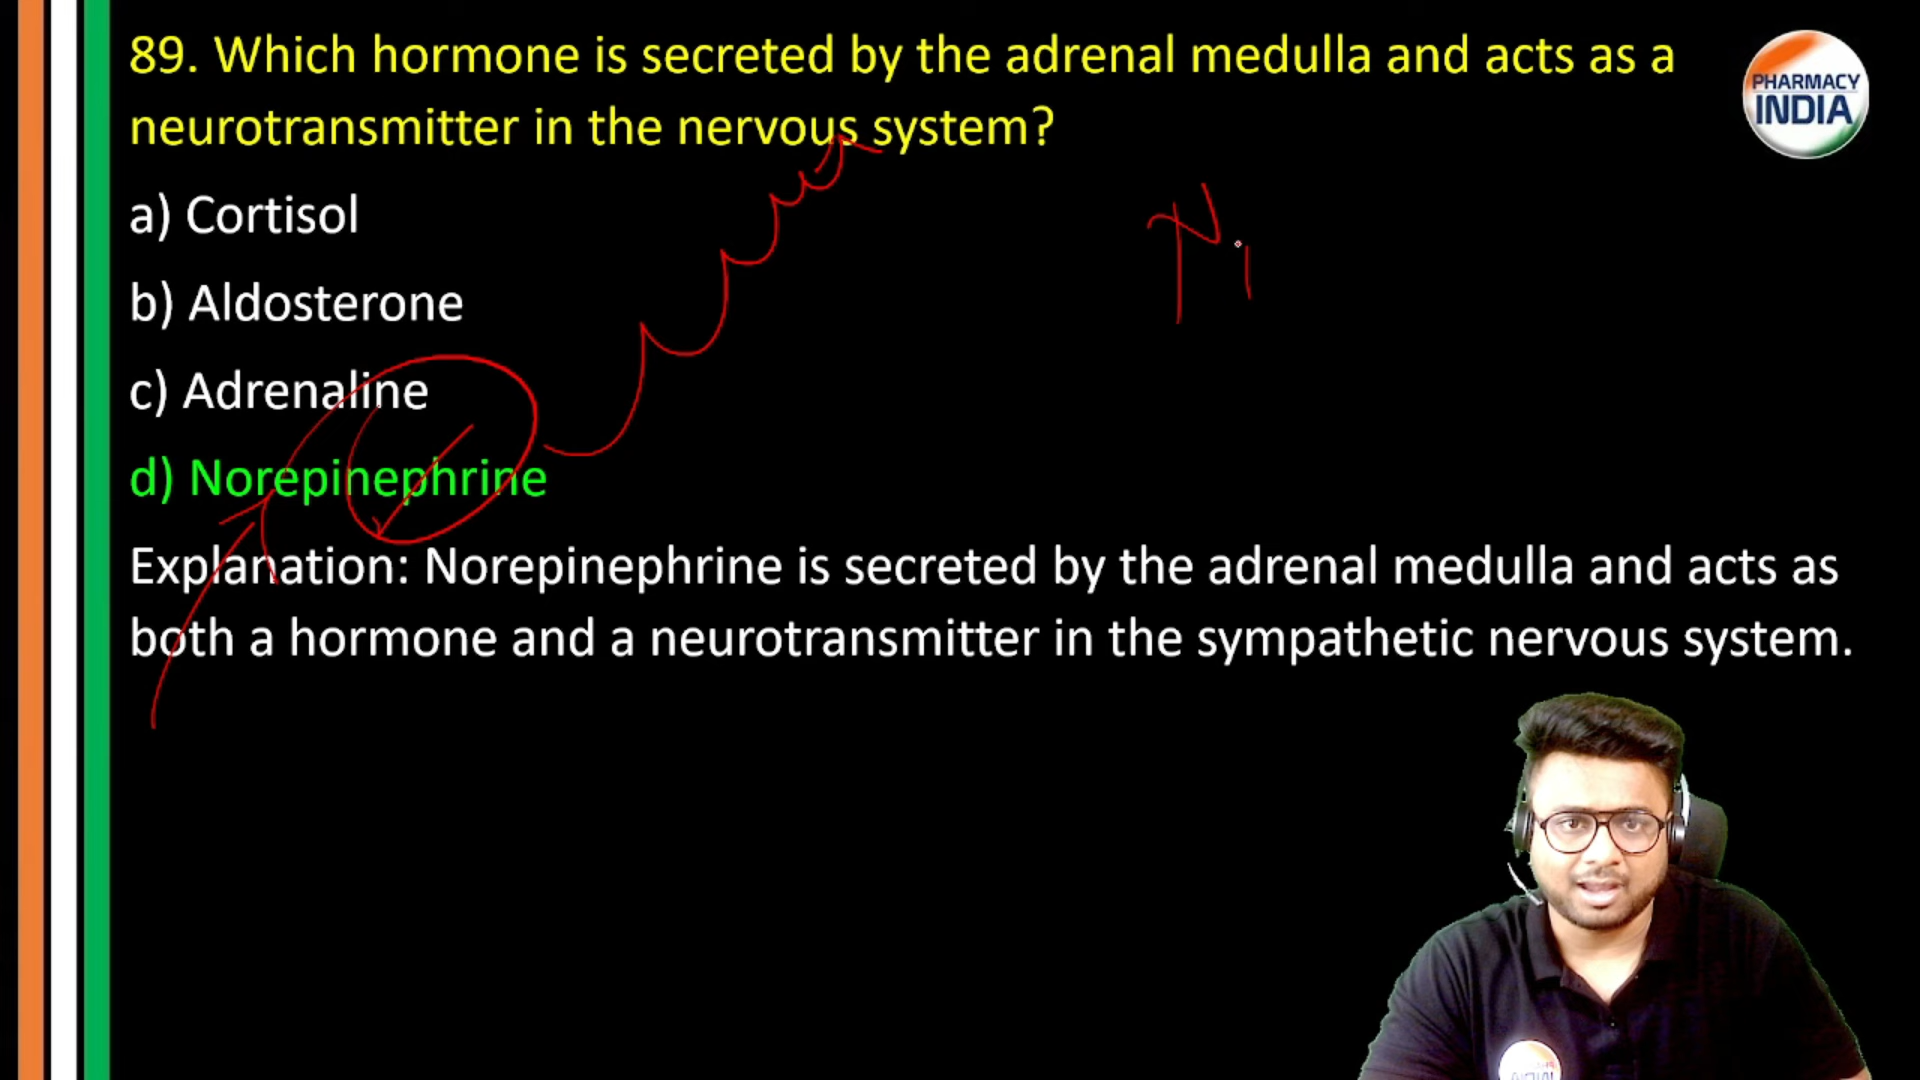 89. Which hormone is secreted by the adrenal medulla and acts as a
neurotransmitter in the nervous system?
PHARMACY
INDIA
a) Cortisol
b) Aldosterone
c) Adrenaline
d) Norepinephrine
Explanation: Norepinephrine is secreted by the adrenal medulla and acts as
both a hormone and a neurotransmitter in the sympathetic nervous system.